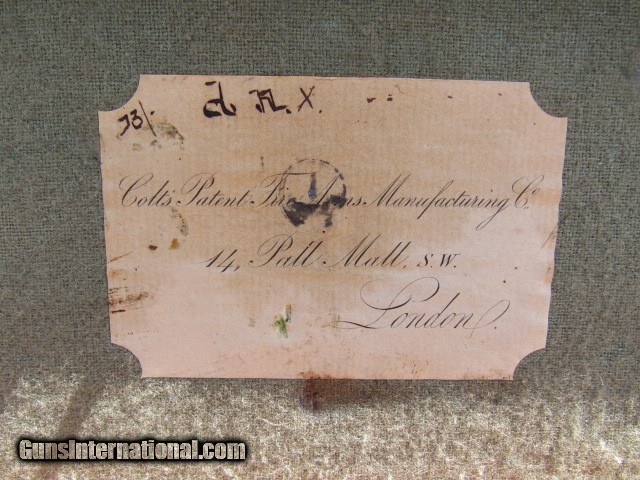 73/-
X.
Colt's Patent Fire Arms Manufacturing Co
14, Pall Mall. S.W.
London.
GunsInternational.com